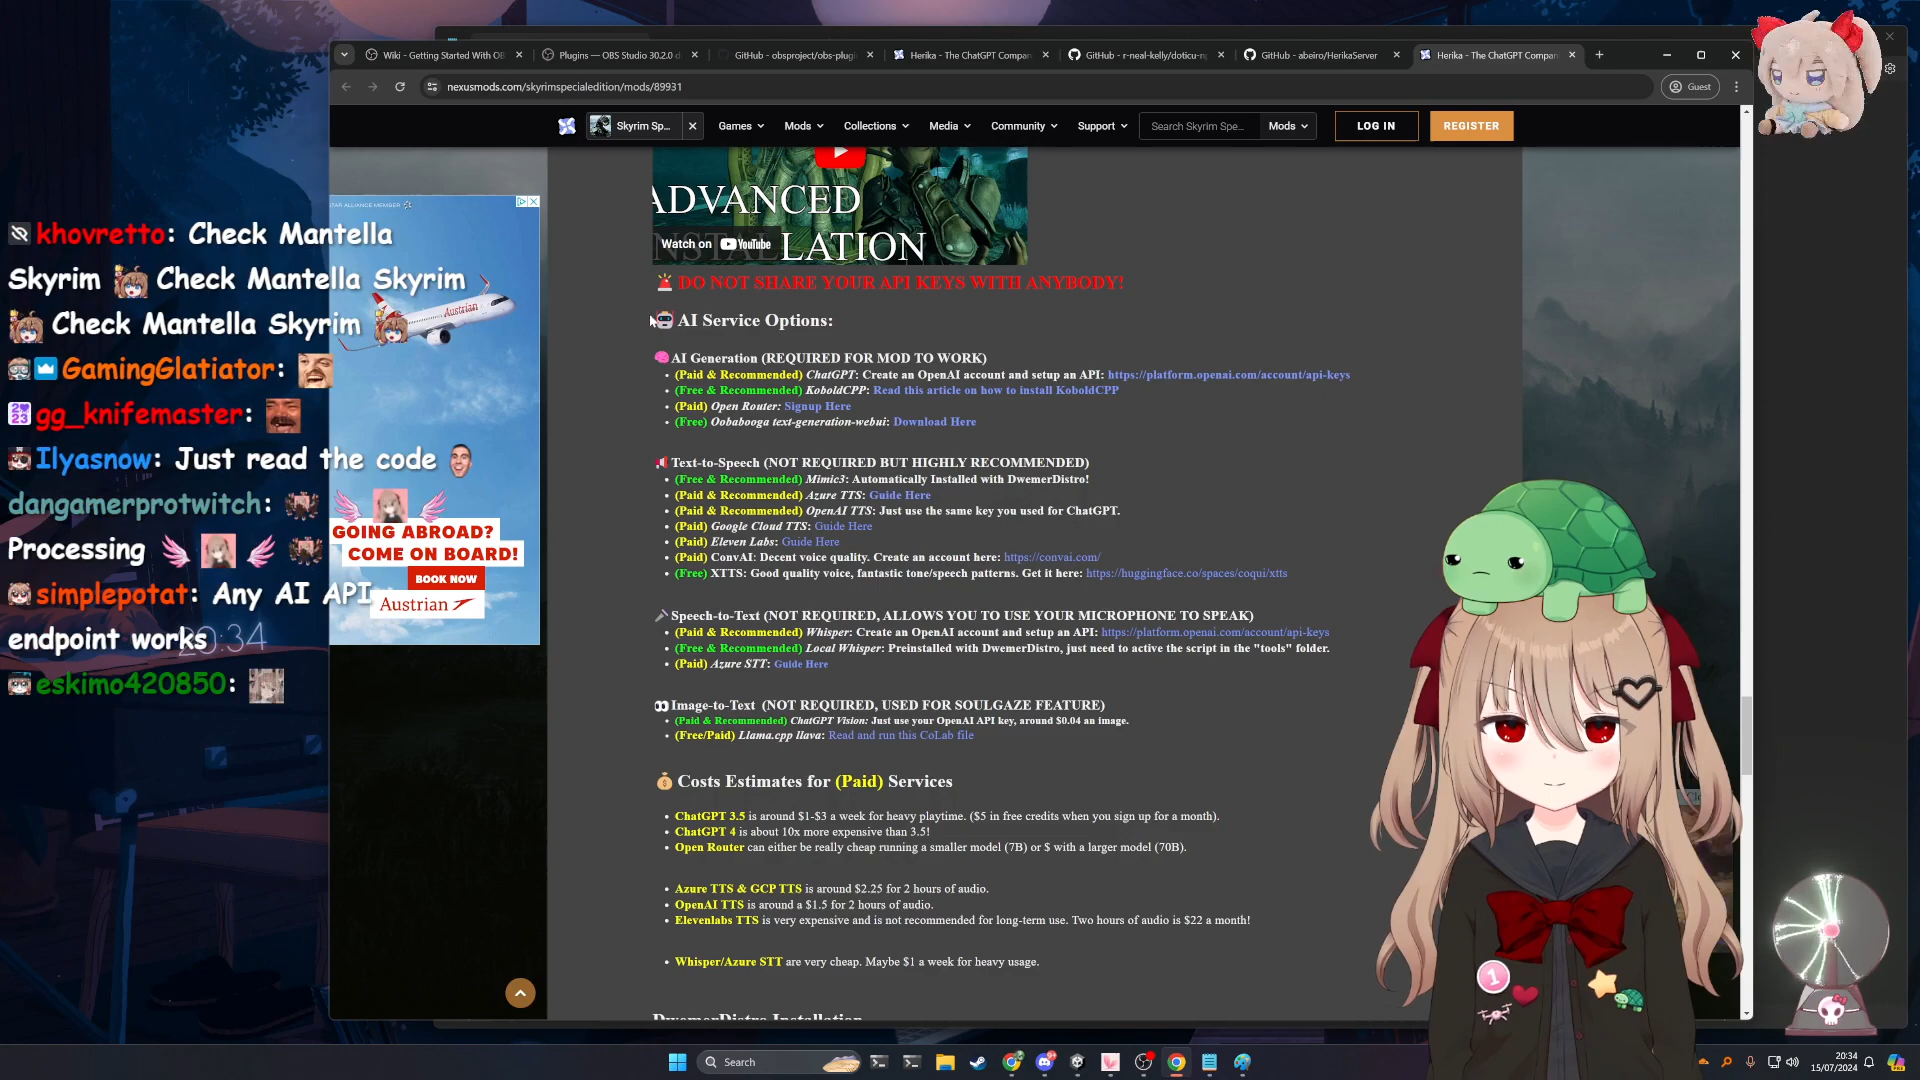 Wiki - Getting Started With OB
Plugins — OBS Studio 30.2.0 d
GitHub - obsproject/obs-plugi
Herika - The ChatGPT Compan
GitHub - r-neal-kelly/doticu-n
GitHub - abeiro/HerikaServer
Herika - The ChatGPT Compan
nexusmods.com/skyrimspecialedition/mods/89931
Guest
Skyrim Sp...
Games
Mods
Collections
Media
Community
Support
Search Skyrim Spe...
Mods
LOG IN
REGISTER
ADVANCED
INSTALLATION
Watch on YouTube
DO NOT SHARE YOUR API KEYS WITH ANYBODY!
AI Service Options:
AI Generation (REQUIRED FOR MOD TO WORK)
(Paid & Recommended) ChatGPT: Create an OpenAI account and setup an API: https://platform.openai.com/account/api-keys
(Free & Recommended) KoboldCPP: Read this article on how to install KoboldCPP
(Paid) Open Router: Signup Here
(Free) Oobabooga text-generation-webui: Download Here
Text-to-Speech (NOT REQUIRED BUT HIGHLY RECOMMENDED)
(Free & Recommended) Mimic3: Automatically Installed with DwemerDistro!
(Paid & Recommended) Azure TTS: Guide Here
(Paid & Recommended) OpenAI TTS: Just use the same key you used for ChatGPT.
(Paid) Google Cloud TTS: Guide Here
(Paid) Eleven Labs: Guide Here
(Paid) ConvAI: Decent voice quality. Create an account here: https://convai.com/
(Free) XTTS: Good quality voice, fantastic tone/speech patterns. Get it here: https://huggingface.co/spaces/coqui/xtts
Speech-to-Text (NOT REQUIRED, ALLOWS YOU TO USE YOUR MICROPHONE TO SPEAK)
(Paid & Recommended) Whisper: Create an OpenAI account and setup an API: https://platform.openai.com/account/api-keys
(Free & Recommended) Local Whisper: Preinstalled with DwemerDistro, just need to active the script in the "tools" folder.
(Paid) Azure STT: Guide Here
Image-to-Text (NOT REQUIRED, USED FOR SOULGAZE FEATURE)
(Paid & Recommended) ChatGPT Vision: Just use your OpenAI API key, around $0.04 an image.
(Free/Paid) Llama.cpp llava: Read and run this CoLab file
Costs Estimates for (Paid) Services
ChatGPT 3.5 is around $1-$3 a week for heavy playtime. ($5 in free credits when you sign up for a month).
ChatGPT 4 is about 10x more expensive than 3.5!
Open Router can either be really cheap running a smaller model (7B) or $ with a larger model (70B).
Azure TTS & GCP TTS is around $2.25 for 2 hours of audio.
OpenAI TTS is around a $1.5 for 2 hours of audio.
Elevenlabs TTS is very expensive and is not recommended for long-term use. Two hours of audio is $22 a month!
Whisper/Azure STT are very cheap. Maybe $1 a week for heavy usage.
DwemerDistro Installation
STAR ALLIANCE MEMBER
Austrian
GOING ABROAD?
COME ON BOARD!
BOOK NOW
Austrian
khovretto: Check Mantella
Skyrim Check Mantella Skyrim
Check Mantella Skyrim
GamingGlatiator:
gg_knifemaster:
Ilyasnow: Just read the code
dangamerprotwitch:
Processing
simplepotat: Any AI API
endpoint works
20:34
eskimo420850:
1
Search
20:34
15/07/2024